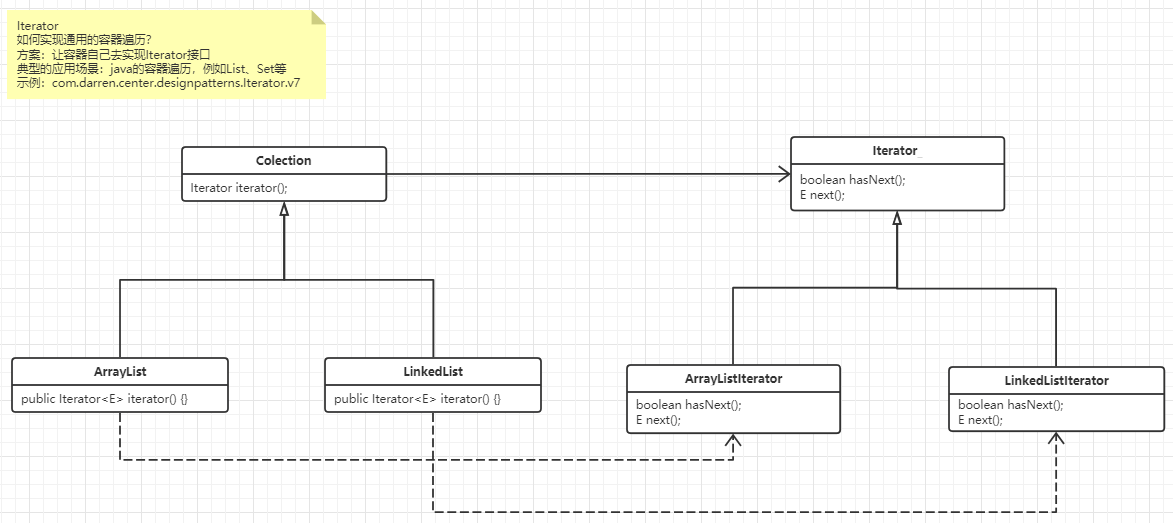 Iterator
如何实现通用的容器遍历？
方案：让容器自己去实现Iterator接口
典型的应用场景：java的容器遍历，例如List、Set等
示例：com.darren.center.designpatterns.Iterator.v7
Colection
Iterator iterator();
Iterator
boolean hasNext();
E next();
ArrayList
public Iterator<E> iterator() {}
LinkedList
public Iterator<E> iterator() {}
ArrayListIterator
boolean hasNext();
E next();
LinkedListIterator
boolean hasNext();
E next();